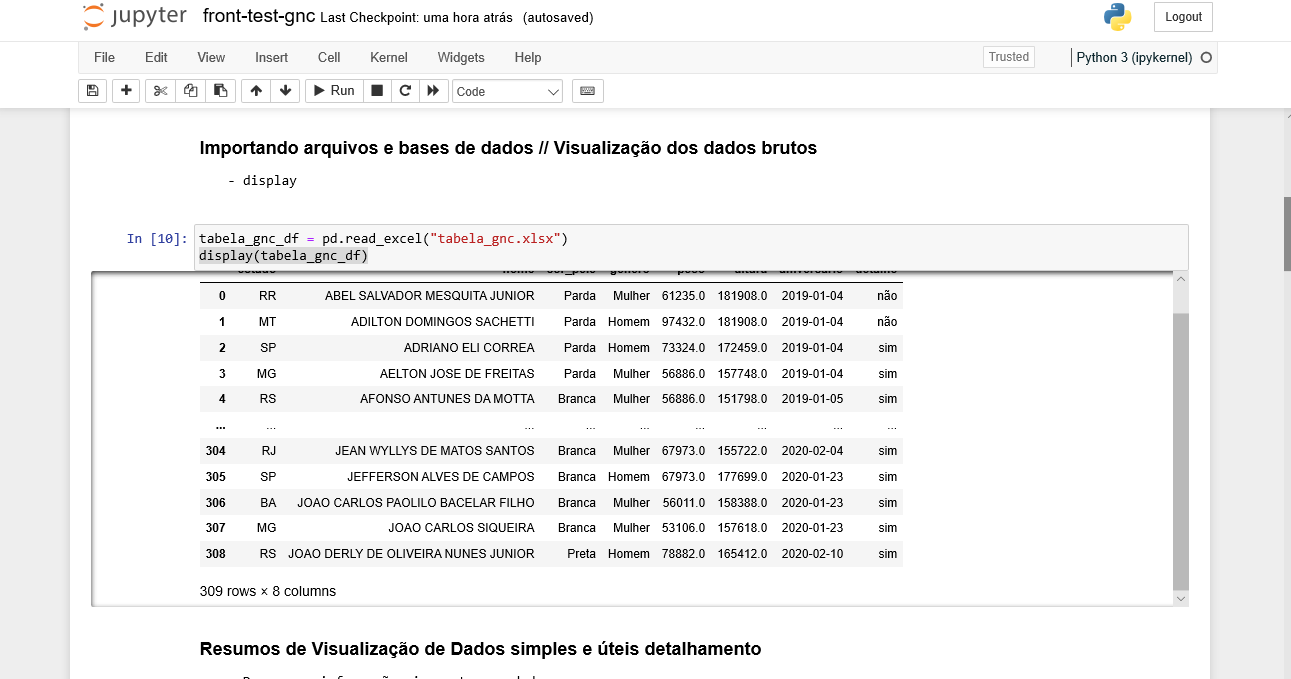 jupyter front-test-gnc Last Checkpoint: uma hora atrás (autosaved) Logout
File Edit View Insert Cell Kernel Widgets Help Trusted Python 3 (ipykernel)
Run Code
Importando arquivos e bases de dados // Visualização dos dados brutos
- display
In [10]: tabela_gnc_df = pd.read_excel("tabela_gnc.xlsx")
display(tabela_gnc_df)
0 RR ABEL SALVADOR MESQUITA JUNIOR Parda Mulher 61235.0 181908.0 2019-01-04 não
1 MT ADILTON DOMINGOS SACHETTI Parda Homem 97432.0 181908.0 2019-01-04 não
2 SP ADRIANO ELI CORREA Parda Homem 73324.0 172459.0 2019-01-04 sim
3 MG AELTON JOSE DE FREITAS Parda Mulher 56886.0 157748.0 2019-01-04 sim
4 RS AFONSO ANTUNES DA MOTTA Branca Mulher 56886.0 151798.0 2019-01-05 sim
... ... ... ... ... ... ... ... ...
304 RJ JEAN WYLLYS DE MATOS SANTOS Branca Mulher 67973.0 155722.0 2020-02-04 sim
305 SP JEFFERSON ALVES DE CAMPOS Branca Homem 67973.0 177699.0 2020-01-23 sim
306 BA JOAO CARLOS PAOLILO BACELAR FILHO Branca Mulher 56011.0 158388.0 2020-01-23 sim
307 MG JOAO CARLOS SIQUEIRA Branca Mulher 53106.0 157618.0 2020-01-23 sim
308 RS JOAO DERLY DE OLIVEIRA NUNES JUNIOR Preta Homem 78882.0 165412.0 2020-02-10 sim
309 rows × 8 columns
Resumos de Visualização de Dados simples e úteis detalhamento